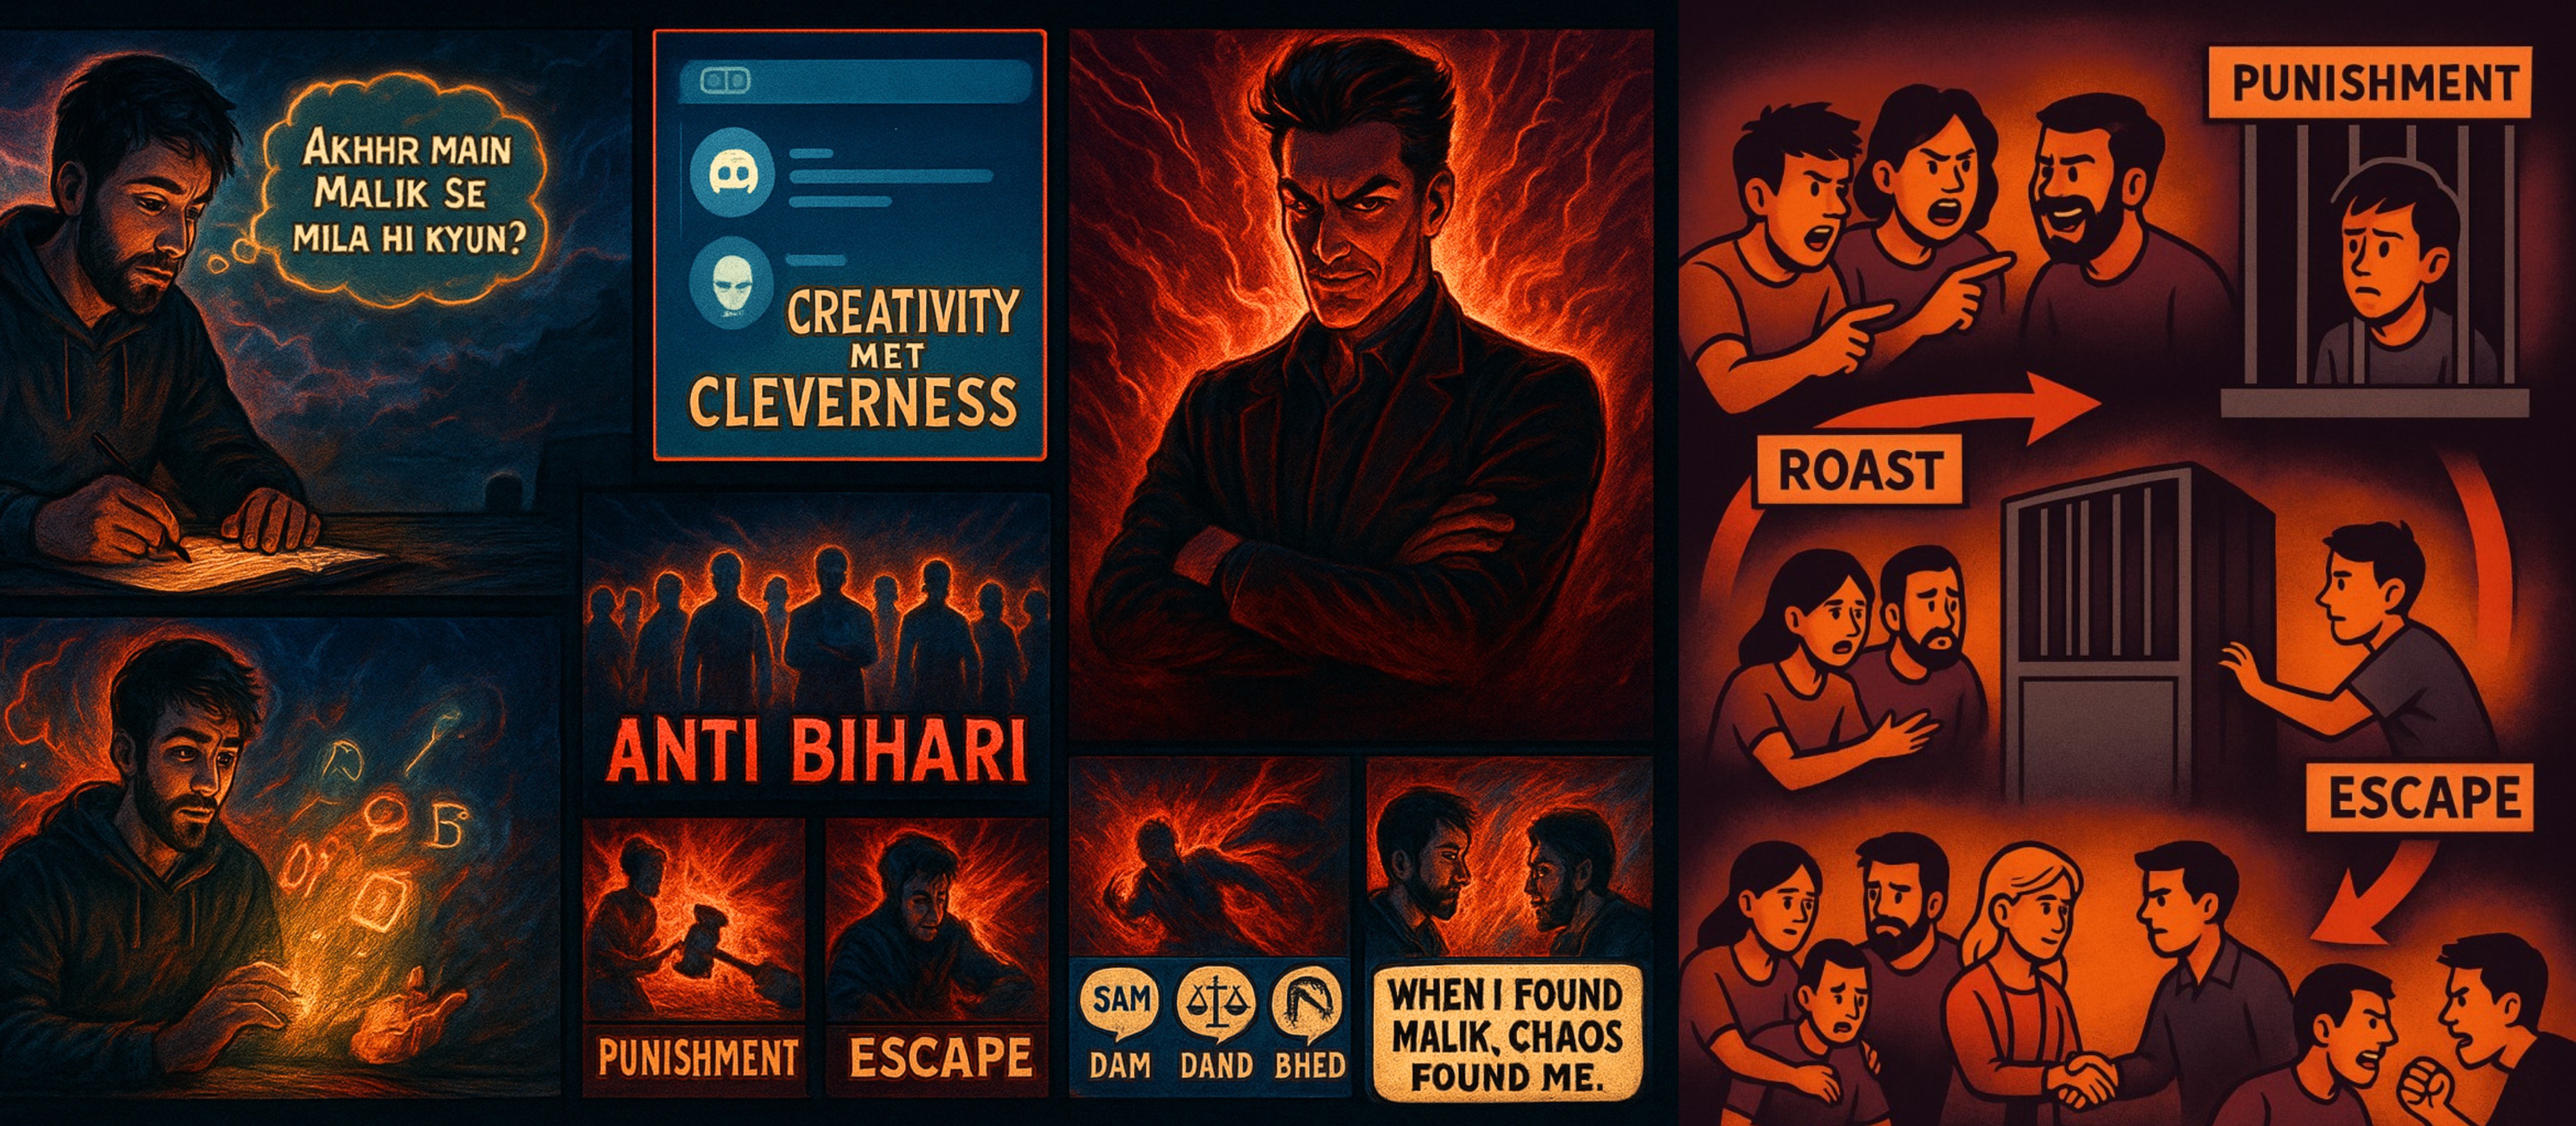 AKHHR MAIN
MALIK SE
MILA HI KYUN?
CREATIVITY
MET
CLEVERNESS
ANTI BIHARI
PUNISHMENT
ESCAPE
SAM
DAM DAND BHED
WHEN I FOUND
MALIK, CHAOS
FOUND ME.
PUNISHMENT
ROAST
ESCAPE